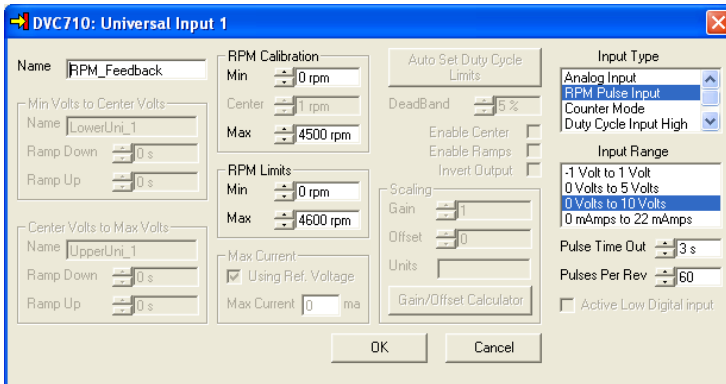 DVC710: Universal Input 1
Name RPM_Feedback
Min Volts to Center Volts
Name LowerUni_1
Ramp Down 0 s
Ramp Up 0 s
Center Volts to Max Volts
Name UpperUni_1
Ramp Down 0 s
Ramp Up 0 s
RPM Calibration
Min 0 rpm
Center 1 rpm
Max 4500 rpm
RPM Limits
Min 0 rpm
Max 4600 rpm
Max Current
Using Ref. Voltage
Max Current 0 ma
Auto Set Duty Cycle
Limits
DeadBand 5 %
Enable Center
Enable Ramps
Invert Output
Scaling
Gain 1
Offset 0
Units
Gain/Offset Calculator
Input Type
Analog Input
RPM Pulse Input
Counter Mode
Duty Cycle Input High
Input Range
-1 Volt to 1 Volt
0 Volts to 5 Volts
0 Volts to 10 Volts
0 mAmps to 22 mAmps
Pulse Time Out 3 s
Pulses Per Rev 60
Active Low Digital input
OK Cancel